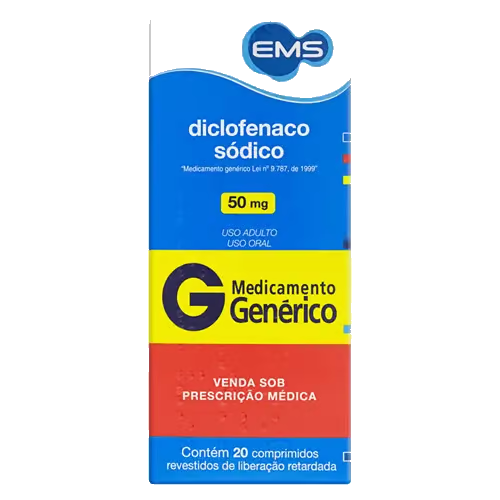 EMS
diclofenaco
sódico
"Medicamento genérico Lei nº 9.787, de 1999"
50 mg
USO ADULTO
USO ORAL
G Medicamento
Genérico
VENDA SOB
PRESCRIÇÃO MÉDICA
Contém 20 comprimidos
revestidos de liberação retardada